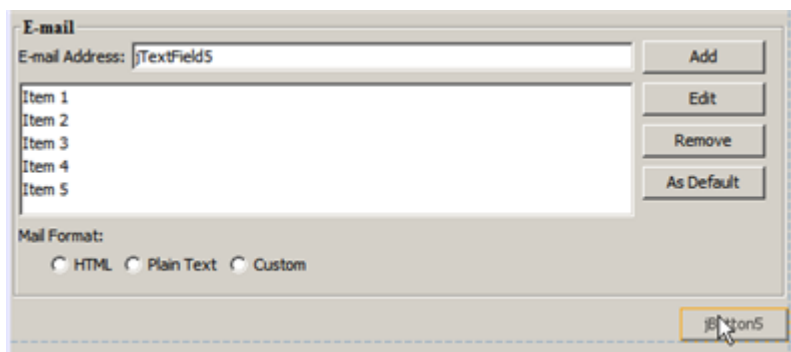 E-mail
E-mail Address: jTextField5 Add
Item 1 Edit
Item 2
Item 3 Remove
Item 4
Item 5 As Default
Mail Format:
HTML Plain Text Custom